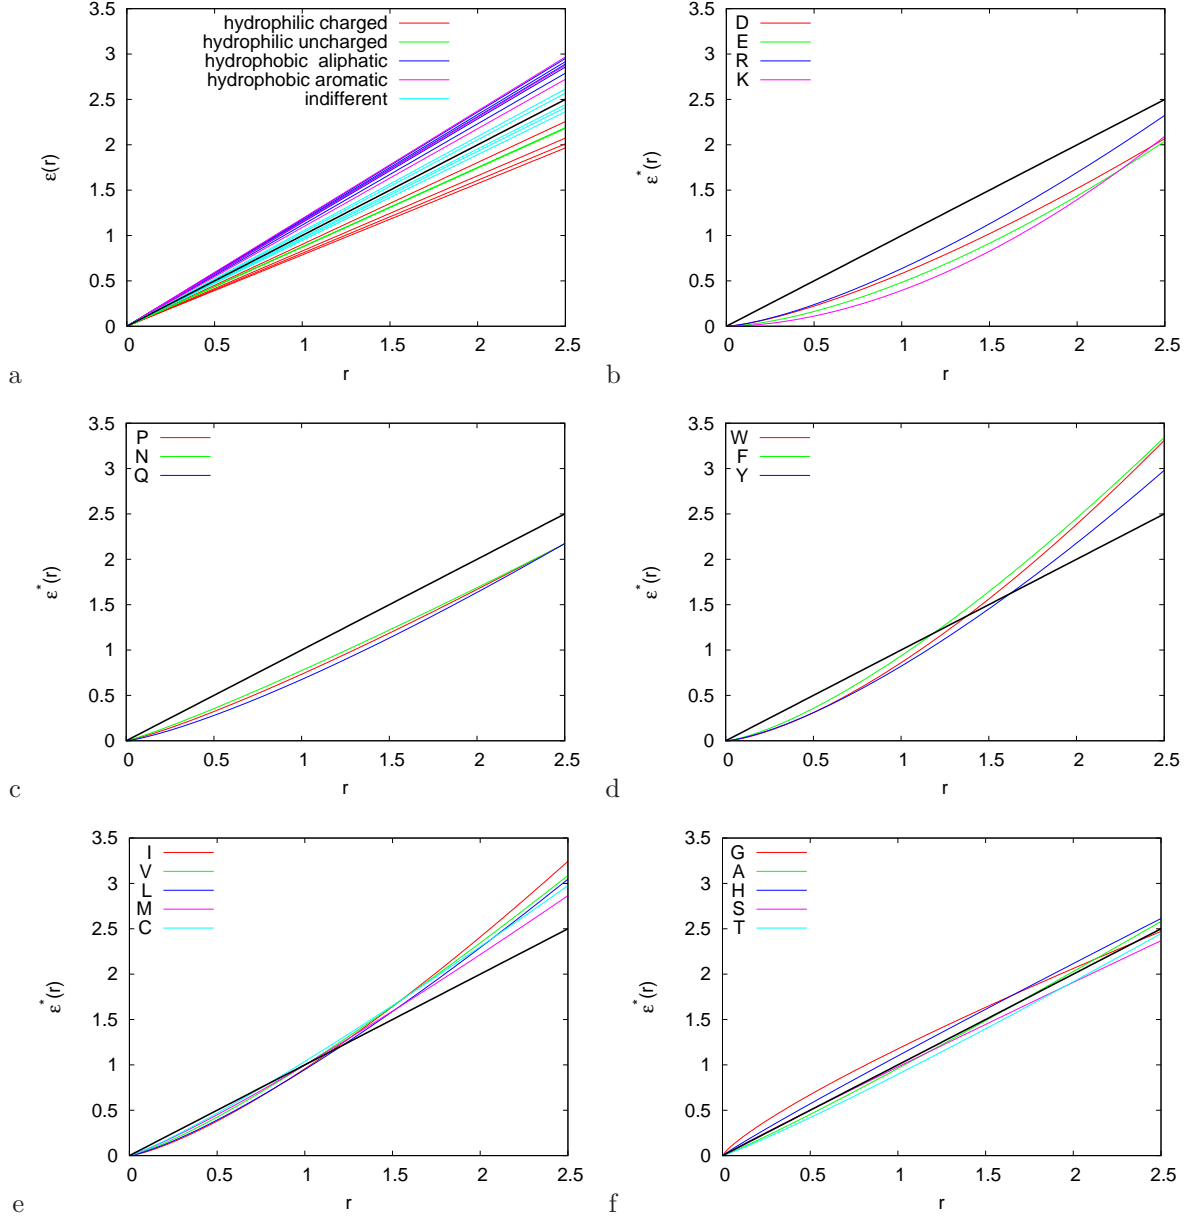 hydrophilic charged
hydrophilic uncharged
hydrophobic aliphatic
hydrophobic aromatic
indifferent
3.5
3
2.5
2
1.5
1
0.5
0
ε(r)
0 0.5 1 1.5 2 2.5
r
a
D
E
R
K
3.5
3
2.5
2
1.5
1
0.5
0
ε*(r)
0 0.5 1 1.5 2 2.5
r
b
P
N
Q
3.5
3
2.5
2
1.5
1
0.5
0
ε*(r)
0 0.5 1 1.5 2 2.5
r
c
W
F
Y
3.5
3
2.5
2
1.5
1
0.5
0
ε*(r)
0 0.5 1 1.5 2 2.5
r
d
I
V
L
M
C
3.5
3
2.5
2
1.5
1
0.5
0
ε*(r)
0 0.5 1 1.5 2 2.5
r
e
G
A
H
S
T
3.5
3
2.5
2
1.5
1
0.5
0
ε*(r)
0 0.5 1 1.5 2 2.5
r
f